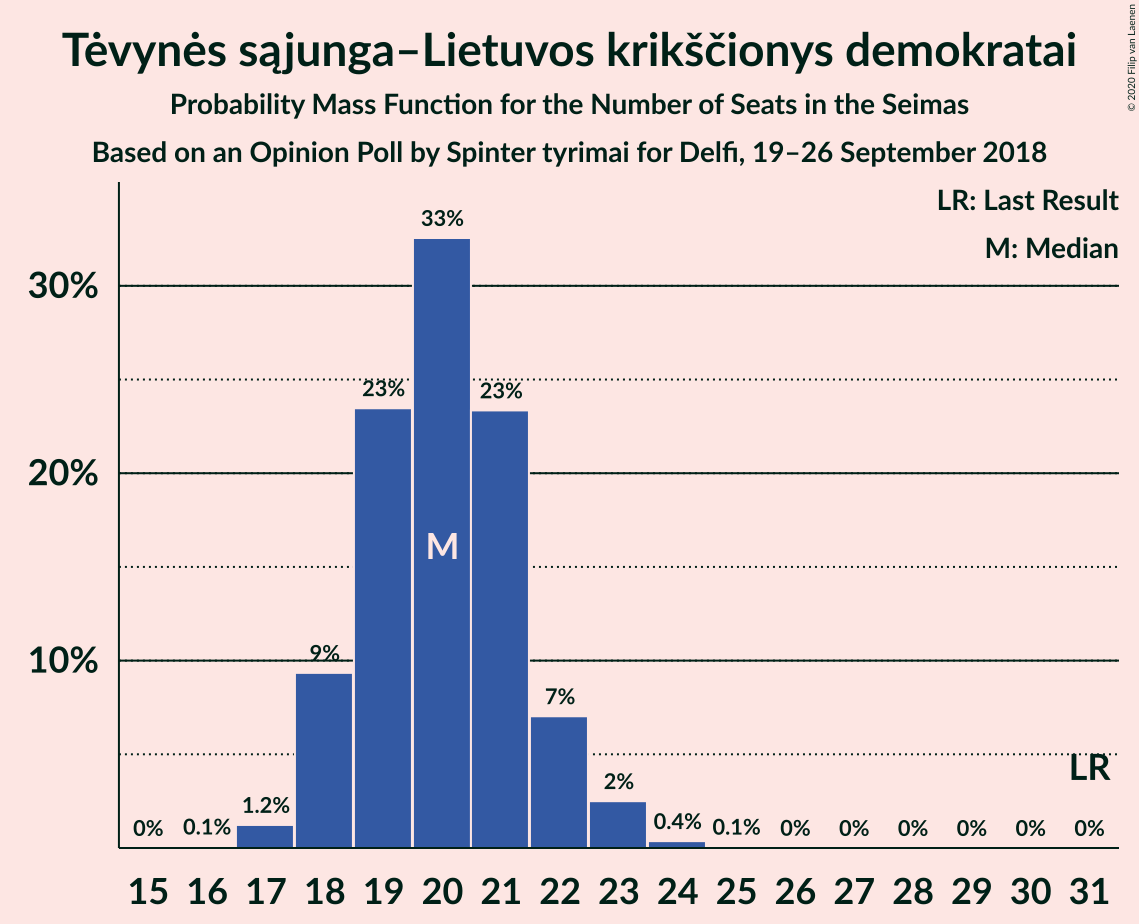 Tėvynės sąjunga–Lietuvos krikščionys demokratai
Probability Mass Function for the Number of Seats in the Seimas
Based on an Opinion Poll by Spinter tyrimai for Delfi, 19–26 September 2018
© 2020 Filip van Laenen
LR: Last Result
M: Median
33%
30%
23%
23%
20%
M
10%
9%
7%
LR
2%
1.2%
0% 0.1% 0.4% 0.1% 0% 0% 0% 0% 0% 0%
15 16 17 18 19 20 21 22 23 24 25 26 27 28 29 30 31